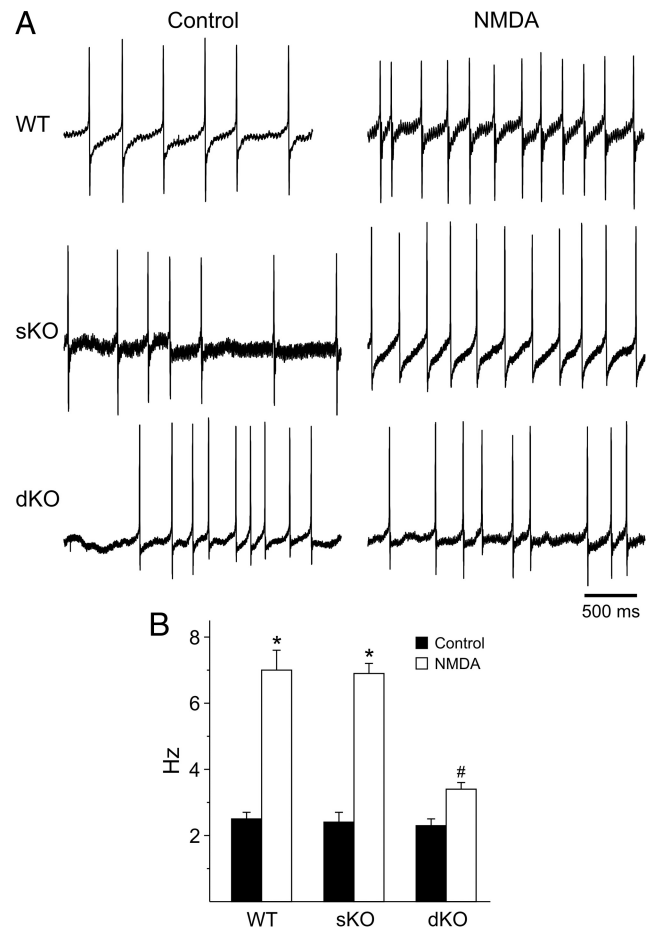 A
Control
NMDA
WT
sKO
dKO
500 ms
B
8
6
4
2
Hz
*
*
#
Control
NMDA
WT
sKO
dKO